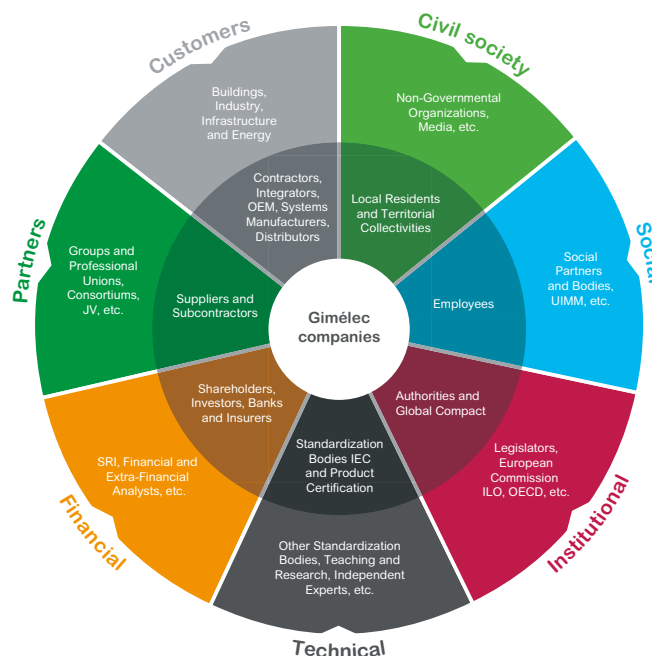 Customers
Civil society
Buildings,
Industry,
Infrastructure
and Energy
Non-Governmental
Organizations,
Media, etc.
Contractors,
Integrators,
OEM, Systems
Manufacturers,
Distributors
Local Residents
and Territorial
Collectivities
Partners
Social
Groups and
Professional
Unions,
Consortiums,
JV, etc.
Suppliers and
Subcontractors
Gimélec
companies
Employees
Social
Partners
and Bodies,
UIMM, etc.
Shareholders,
Investors, Banks
and Insurers
Authorities and
Global Compact
Standardization
Bodies IEC
and Product
Certification
SRI, Financial and
Extra-Financial
Analysts, etc.
Legislators,
European
Commission
ILO, OECD, etc.
Financial
Institutional
Other Standardization
Bodies, Teaching and
Research, Independent
Experts, etc.
Technical